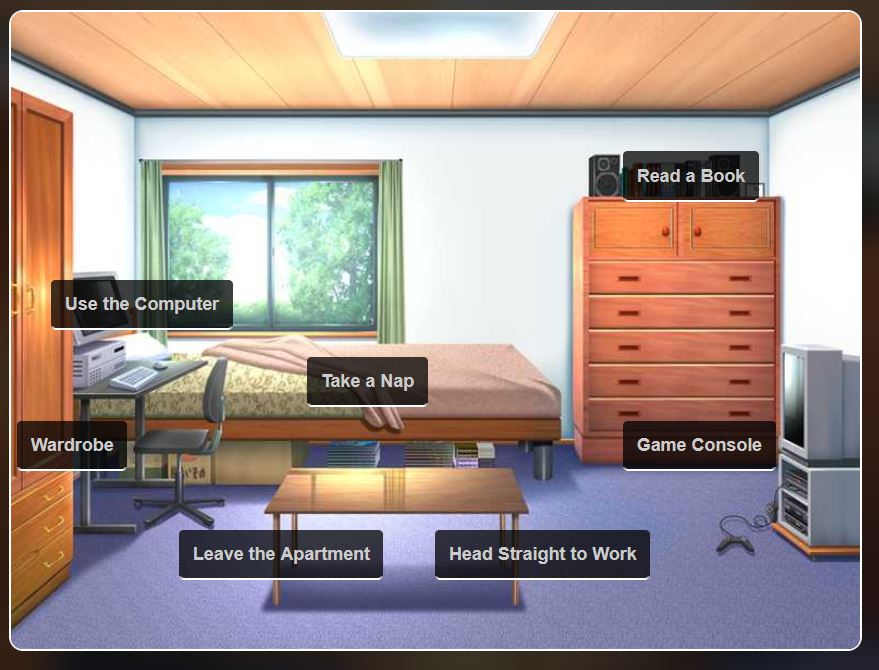 Read a Book
Use the Computer
Take a Nap
Wardrobe
Game Console
Leave the Apartment
Head Straight to Work